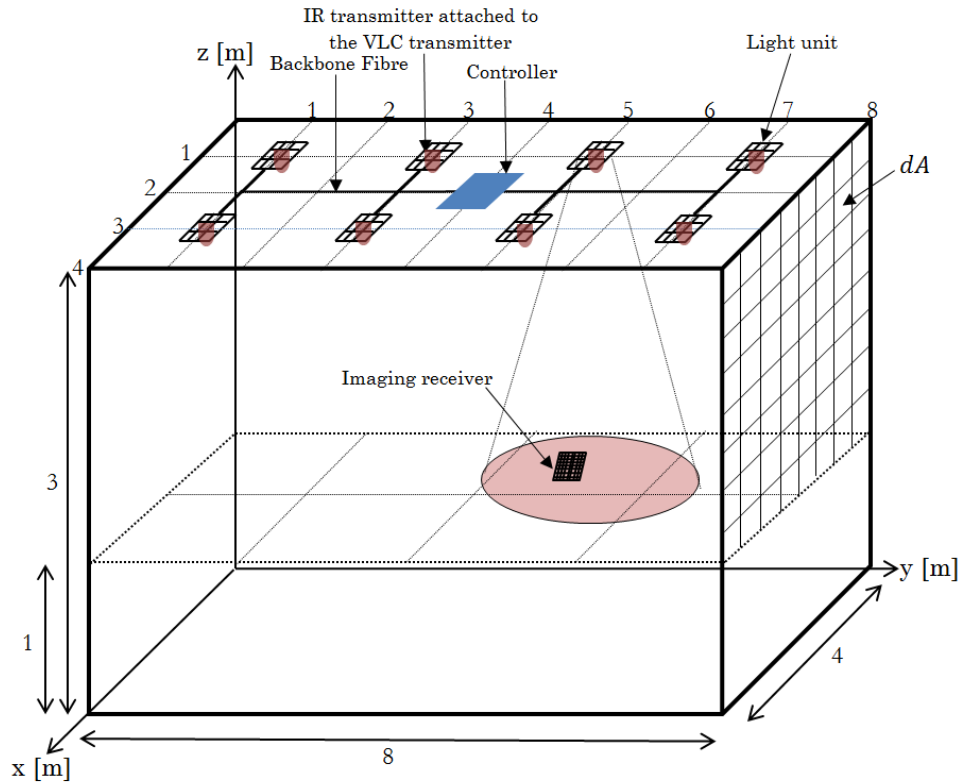 IR transmitter attached to
the VLC transmitter
Light unit
z [m]
Backbone Fibre
Controller
1
2
3
4
5
6
7
8
1
2
3
4
dA
Imaging receiver
3
1
y [m]
4
8
x [m]